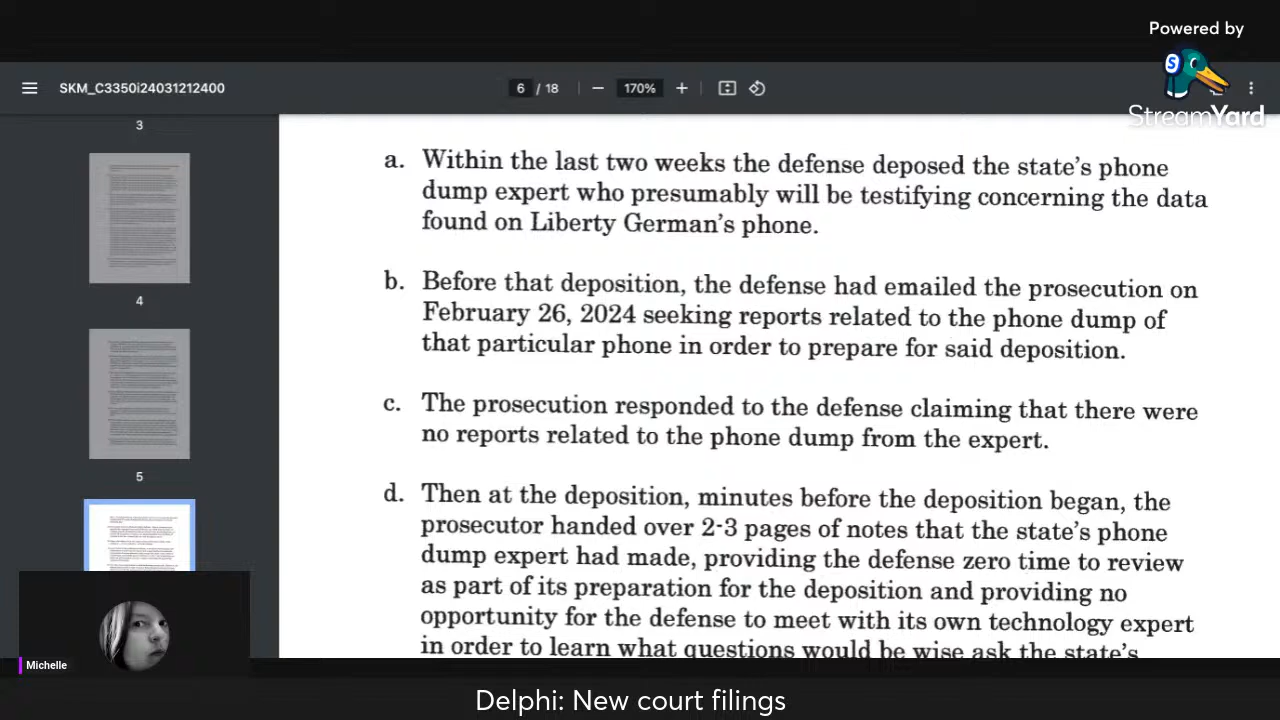 Powered by
StreamYard
SKM_C3350i24031212400
6 / 18
170%
3
4
5
a. Within the last two weeks the defense deposed the state's phone
dump expert who presumably will be testifying concerning the data
found on Liberty German's phone.
b. Before that deposition, the defense had emailed the prosecution on
February 26, 2024 seeking reports related to the phone dump of
that particular phone in order to prepare for said deposition.
c. The prosecution responded to the defense claiming that there were
no reports related to the phone dump from the expert.
d. Then at the deposition, minutes before the deposition began, the
prosecutor handed over 2-3 pages of notes that the state's phone
dump expert had made, providing the defense zero time to review
as part of its preparation for the deposition and providing no
opportunity for the defense to meet with its own technology expert
in order to learn what questions would be wise ask the state's
Michelle
Delphi: New court filings